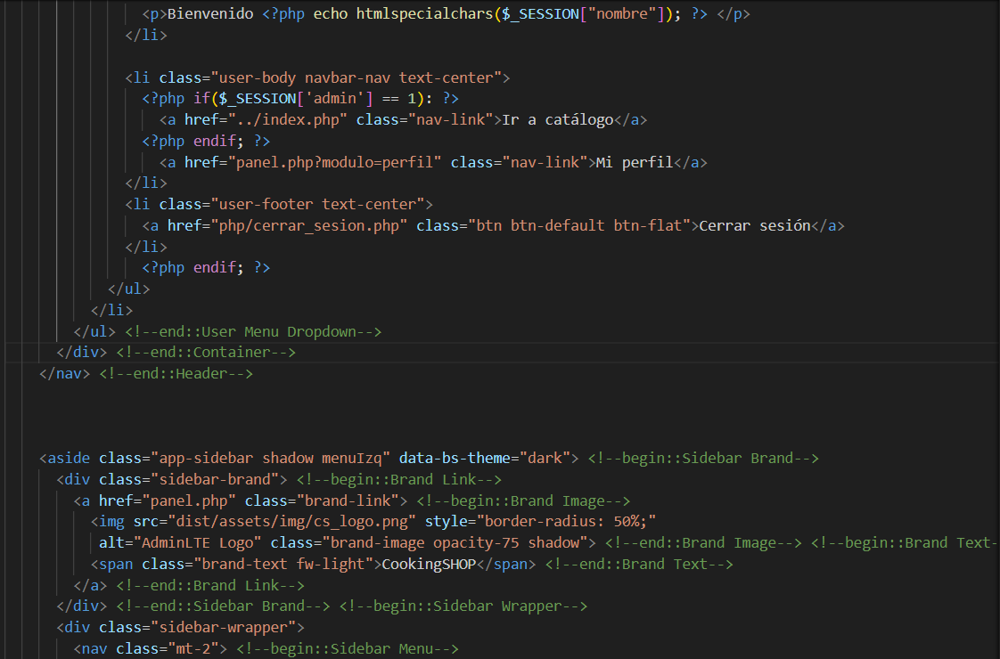 <p>Bienvenido <?php echo htmlspecialchars($_SESSION["nombre"]); ?> </p>
</li>
<li class="user-body navbar-nav text-center">
<?php if($_SESSION['admin'] == 1): ?>
<a href="../index.php" class="nav-link">Ir a catálogo</a>
<?php endif; ?>
<a href="panel.php?modulo=perfil" class="nav-link">Mi perfil</a>
</li>
<li class="user-footer text-center">
<a href="php/cerrar_sesion.php" class="btn btn-default btn-flat">Cerrar sesión</a>
</li>
<?php endif; ?>
</ul>
</li>
</ul> <!--end::User Menu Dropdown-->
</div> <!--end::Container-->
</nav> <!--end::Header-->
<aside class="app-sidebar shadow menuIzq" data-bs-theme="dark"> <!--begin::Sidebar Brand-->
<div class="sidebar-brand"> <!--begin::Brand Link-->
<a href="panel.php" class="brand-link"> <!--begin::Brand Image-->
<img src="dist/assets/img/cs_logo.png" style="border-radius: 50%;"
alt="AdminLTE Logo" class="brand-image opacity-75 shadow"> <!--end::Brand Image--> <!--begin::Brand Text-
<span class="brand-text fw-light">CookingSHOP</span> <!--end::Brand Text-->
</a> <!--end::Brand Link-->
</div> <!--end::Sidebar Brand--> <!--begin::Sidebar Wrapper-->
<div class="sidebar-wrapper">
<nav class="mt-2"> <!--begin::Sidebar Menu-->